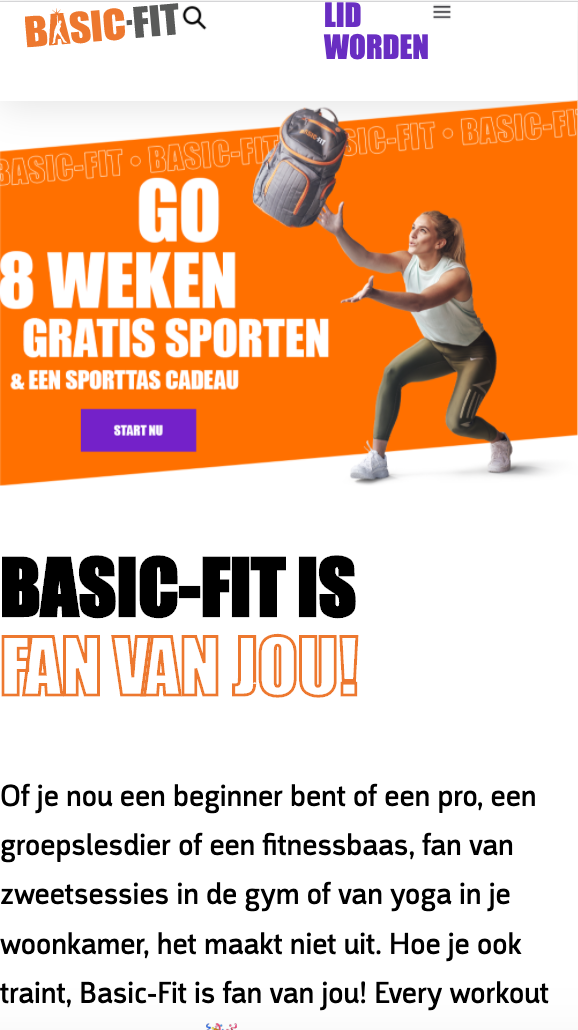 BASIC-FIT
LID
WORDEN
BASIC-FIT • BASIC-FIT SIC-FIT • BASIC-FI
BASIC-FIT
GO
8 WEKEN
GRATIS SPORTEN
& EEN SPORTTAS CADEAU
START NU
BASIC-FIT IS
FAN VAN JOU!
Of je nou een beginner bent of een pro, een
groepslesdier of een fitnessbaas, fan van
zweetsessies in de gym of van yoga in je
woonkamer, het maakt niet uit. Hoe je ook
traint, Basic-Fit is fan van jou! Every workout